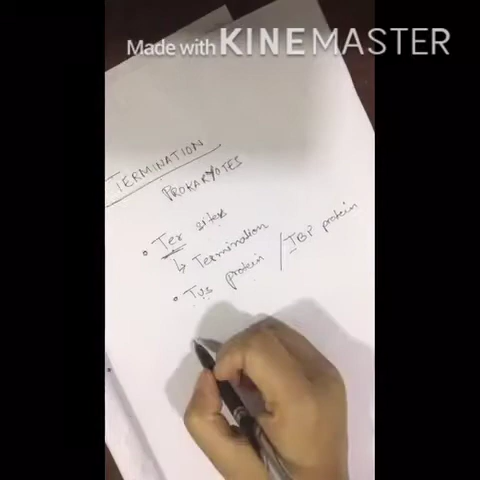 Made with KINEMASTER
TERMINATION
PROKARYOTES
• Ter sites
↳ Termination
• Tus protein / TBP protein